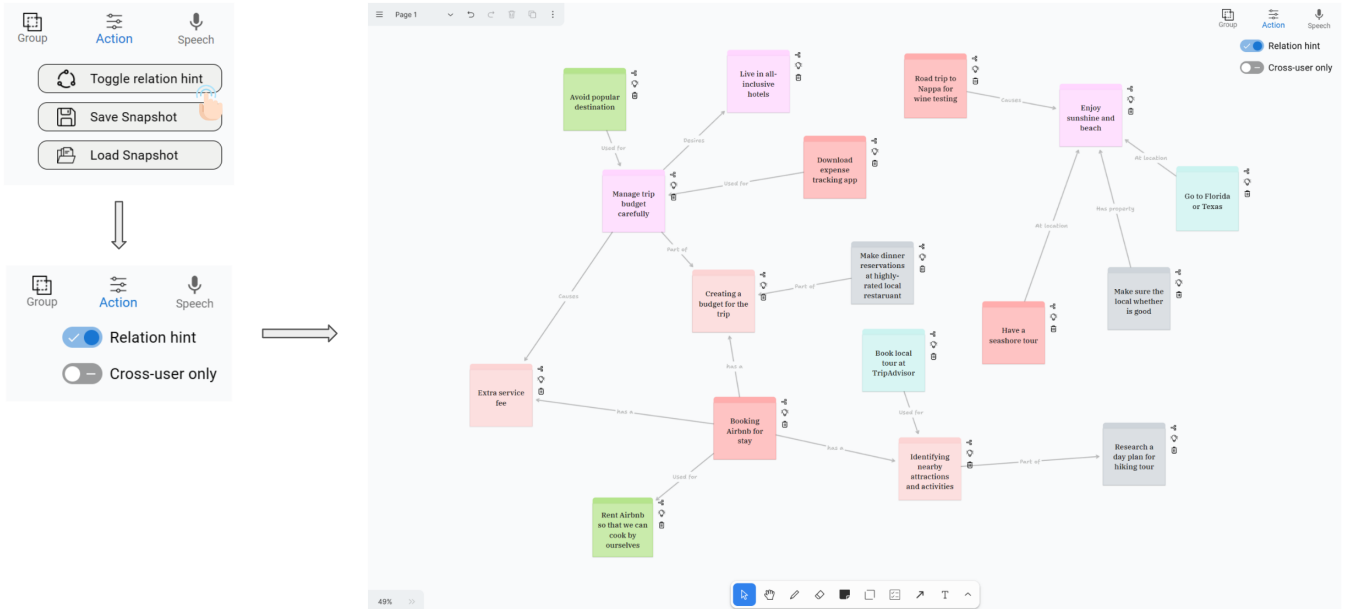 Group
Action
Speech
Toggle relation hint
Save Snapshot
Load Snapshot
Group
Action
Speech
Relation hint
Cross-user only
Page 1
Group
Action
Speech
Relation hint
Cross-user only
Avoid popular
destination
Live in all-
inclusive
hotels
Road trip to
Nappa for
wine testing
Causes
Enjoy
sunshine and
beach
Used for
Desires
Download
expense
tracking app
Used for
At location
Manage trip
budget
carefully
Go to Florida
or Texas
Has property
At location
Part of
Make dinner
reservations
at highly-
rated local
restaruant
Part of
Creating a
budget for the
trip
Causes
Make sure the
local whether
is good
Have a
seashore tour
Book local
tour at
TripAdvisor
Has a
Extra service
fee
Has a
Used for
Booking
Airbnb for
stay
Has a
Identifying
nearby
attractions
and activities
Part of
Research a
day plan for
hiking tour
Used for
Rent Airbnb
so that we can
cook by
ourselves
49%
T